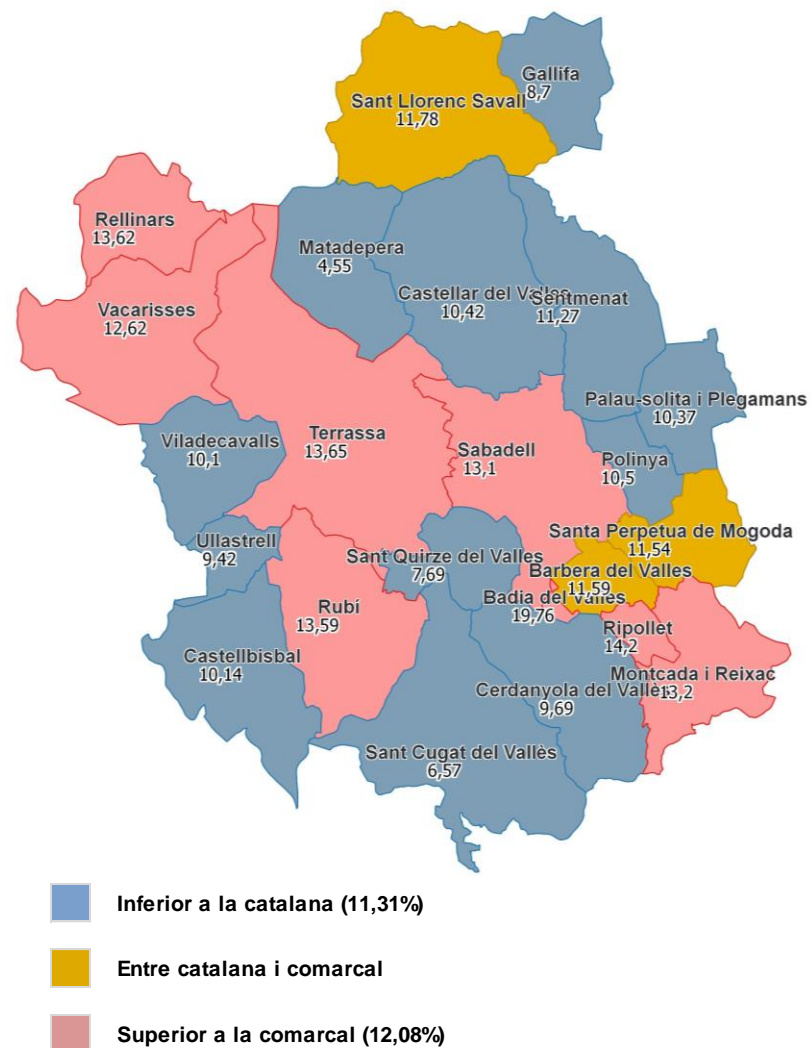 Gallifa
8,7
Sant Llorenc Savall
11,78
Rellinars
13,62
Matadepera
4,55
Castellar del Valles
10,42
Sentmenat
11,27
Vacarisses
12,62
Palau-solita i Plegamans
10,37
Terrassa
13,65
Viladecavalls
10,1
Sabadell
13,1
Polinya
10,5
Santa Perpetua de Mogoda
11,54
Ullastrell
9,42
Sant Quirze del Valles
7,69
Barbera del Valles
11,59
Badia del Valles
19,76
Rubí
13,59
Ripollet
14,2
Castellbisbal
10,14
Montcada i Reixac
13,2
Cerdanyola del Vallès
9,69
Sant Cugat del Vallès
6,57
Inferior a la catalana (11,31%)
Entre catalana i comarcal
Superior a la comarcal (12,08%)